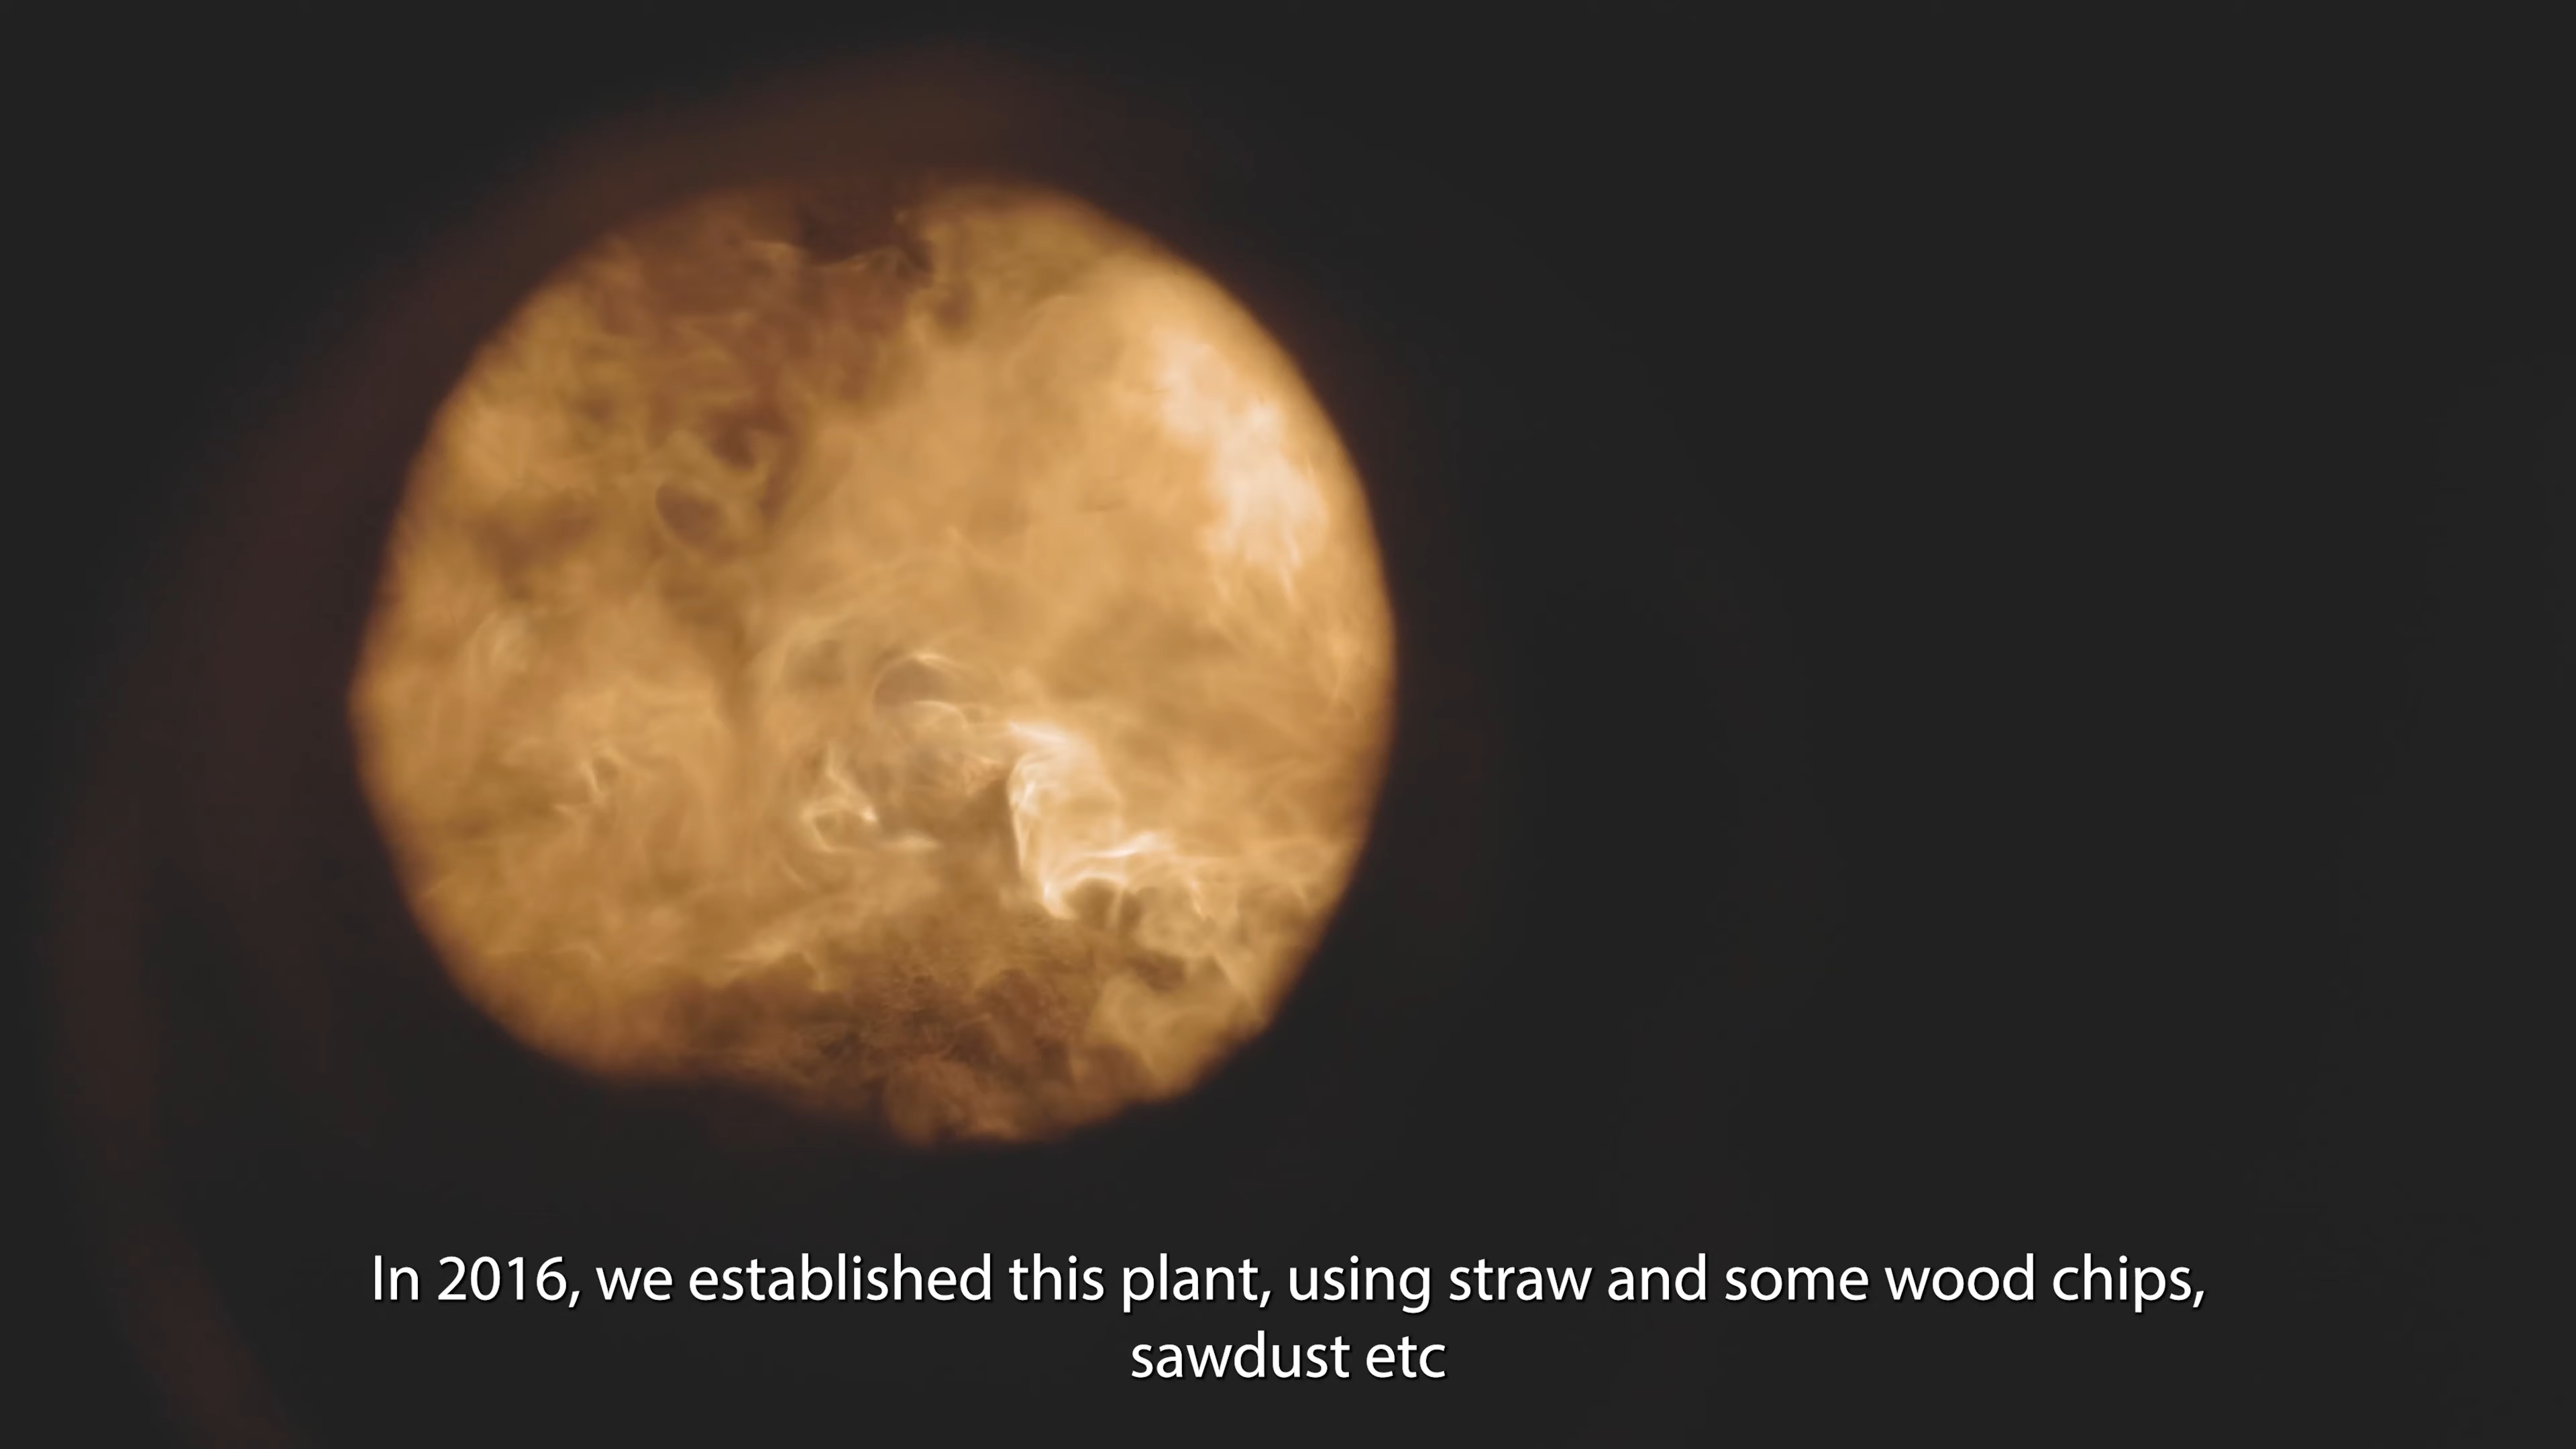 In 2016, we established this plant, using straw and some wood chips,
sawdust etc